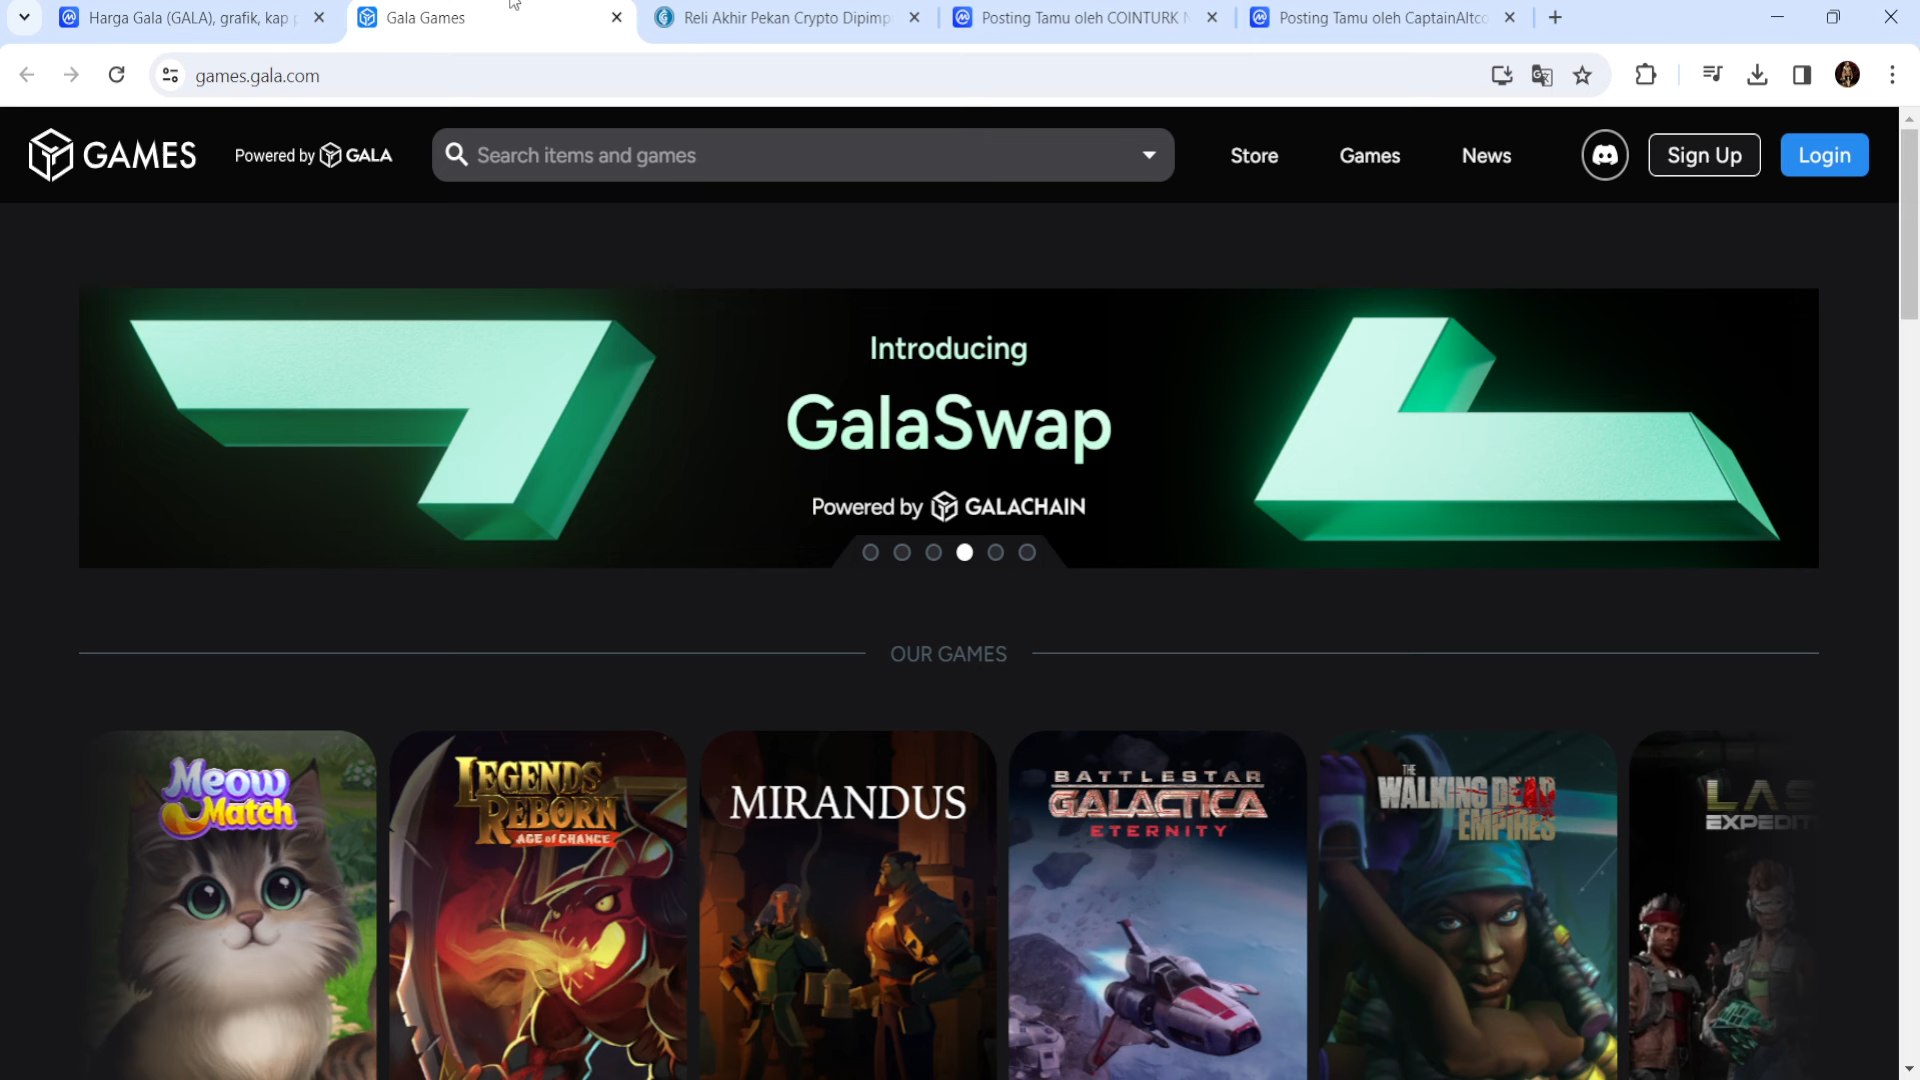 Harga Gala (GALA), grafik, kap p
Gala Games
Reli Akhir Pekan Crypto Dipimp
Posting Tamu oleh COINTURK N
Posting Tamu oleh CaptainAltco
games.gala.com
GAMES
Powered by GALA
Search items and games
Store
Games
News
Sign Up
Login
Introducing
GalaSwap
Powered by GALACHAIN
OUR GAMES
Meow
Match
LEGENDS
REBORN
AGE of CHANCE
MIRANDUS
BATTLESTAR
GALACTICA
ETERNITY
THE
WALKING DEAD
EMPIRES
LAS
EXPEDIT